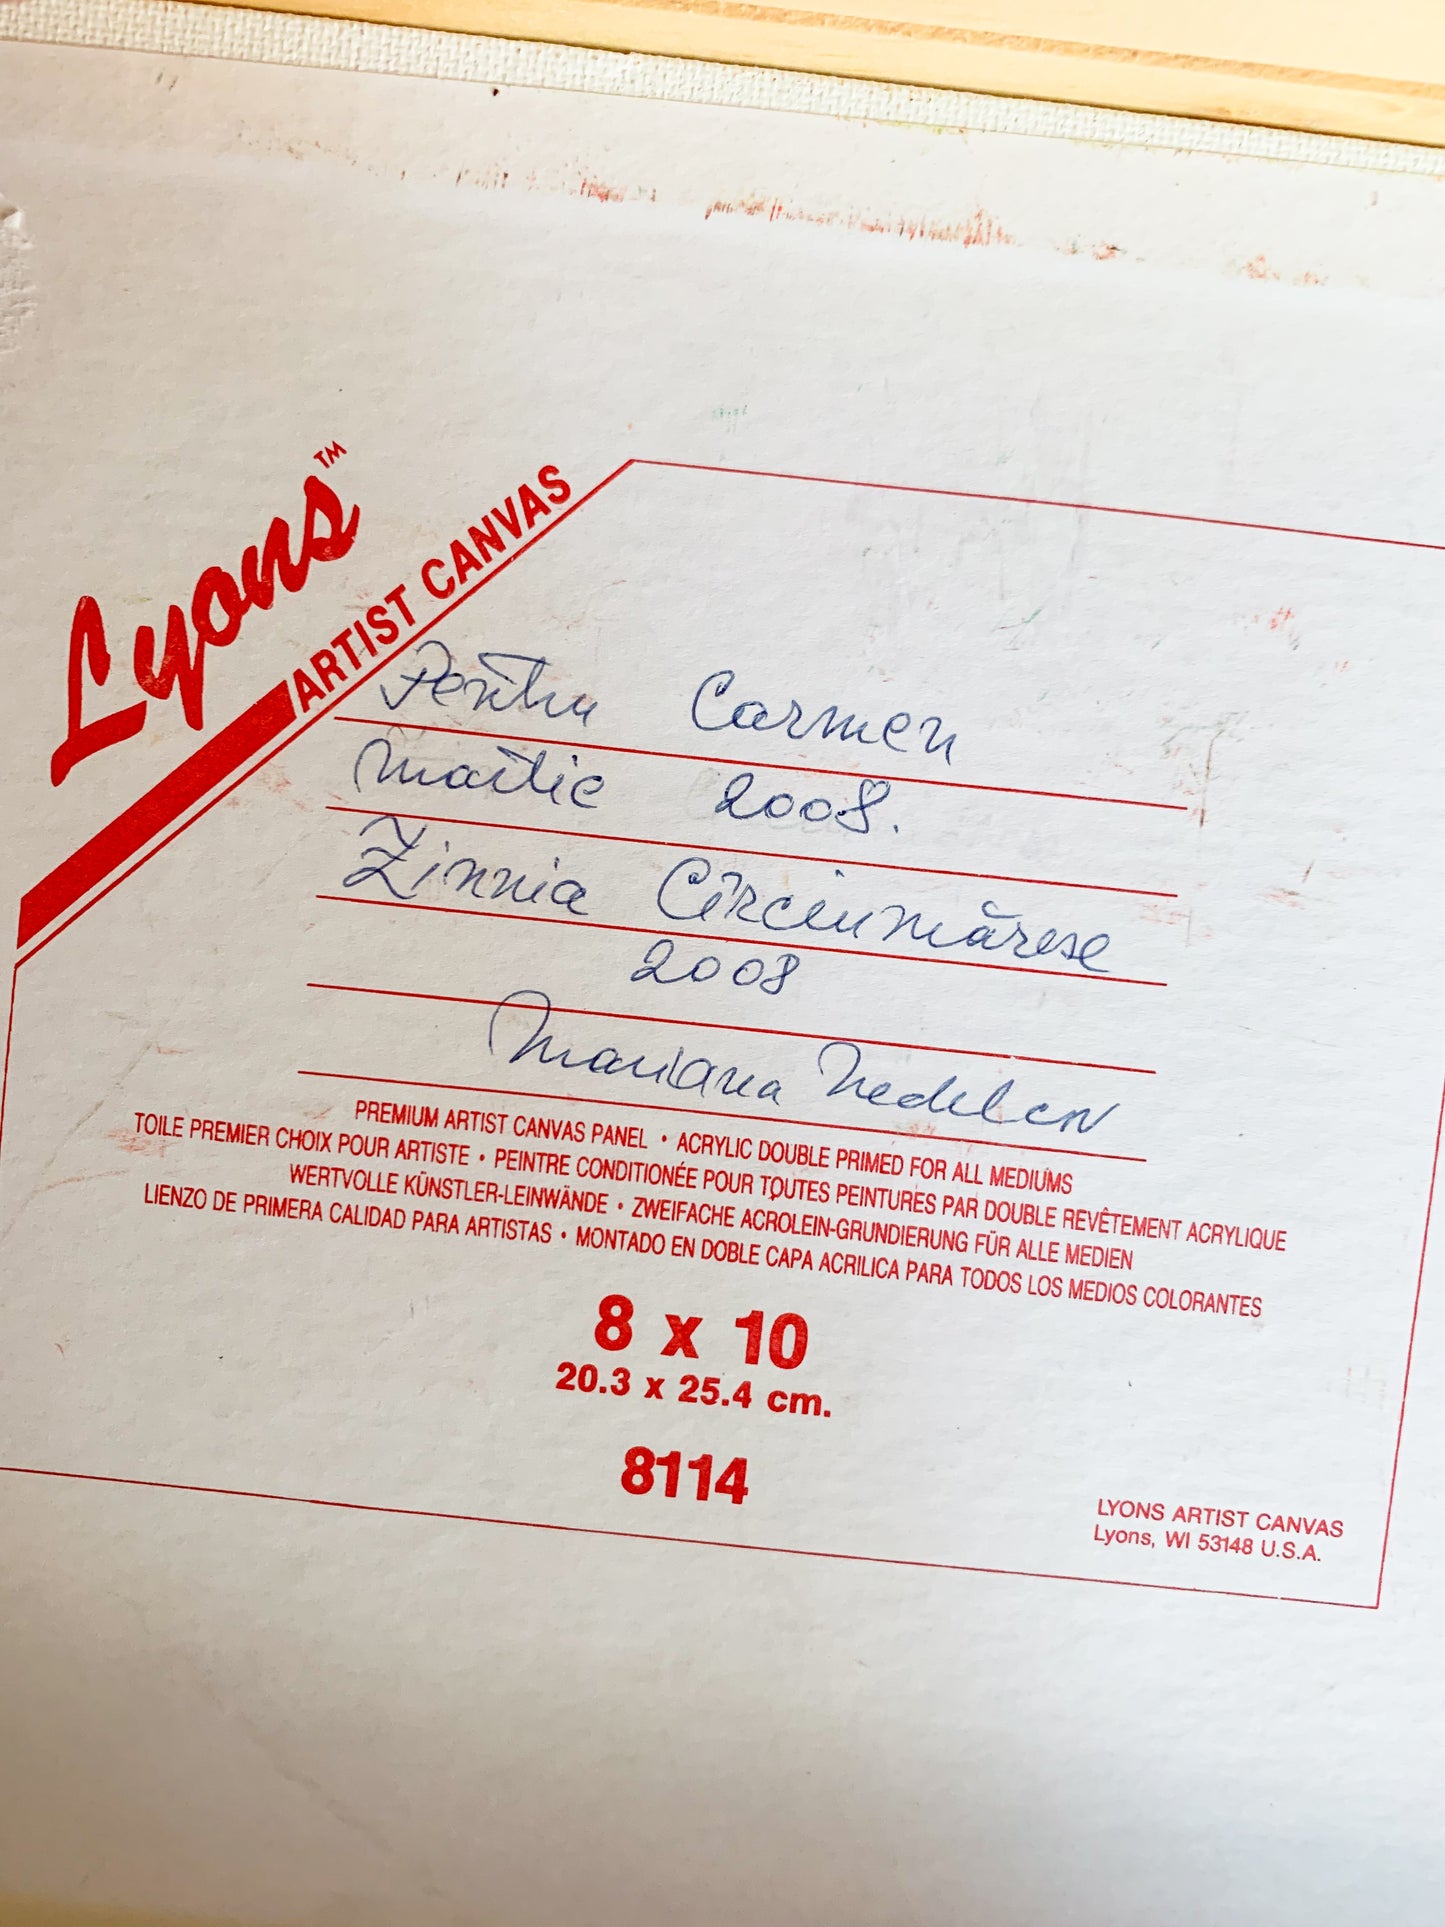 Lyons™
ARTIST CANVAS
Pentru Carmen
Martie 2008.
Zinnia Cîrciumărese
2008
Mariana Nedelcu
PREMIUM ARTIST CANVAS PANEL • ACRYLIC DOUBLE PRIMED FOR ALL MEDIUMS
TOILE PREMIER CHOIX POUR ARTISTE • PEINTRE CONDITIONÉE POUR TOUTES PEINTURES PAR DOUBLE REVÊTEMENT ACRYLIQUE
WERTVOLLE KÜNSTLER-LEINWÄNDE • ZWEIFACHE ACROLEIN-GRUNDIERUNG FÜR ALLE MEDIEN
LIENZO DE PRIMERA CALIDAD PARA ARTISTAS • MONTADO EN DOBLE CAPA ACRILICA PARA TODOS LOS MEDIOS COLORANTES
8 x 10
20.3 x 25.4 cm.
8114
LYONS ARTIST CANVAS
Lyons, WI 53148 U.S.A.